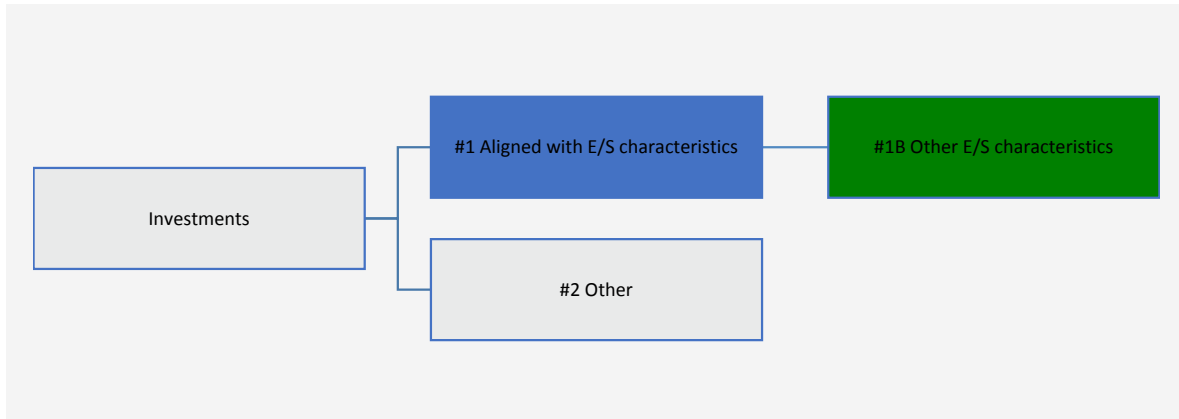 #1 Aligned with E/S characteristics
#1B Other E/S characteristics
Investments
#2 Other